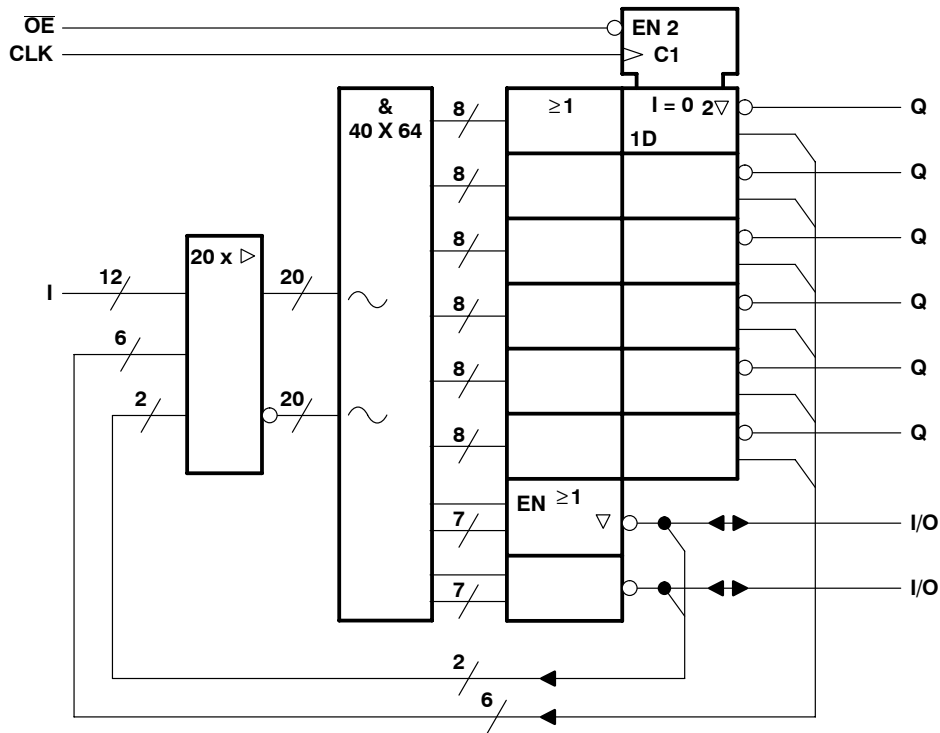 OE
EN 2
CLK
C1
&
40 X 64
8
≥1
I = 0 2▽
Q
1D
8
Q
8
Q
20 x ▷
I
12
20
8
Q
6
8
Q
2
20
8
Q
EN ≥1
▽
7
I/O
7
I/O
2
6